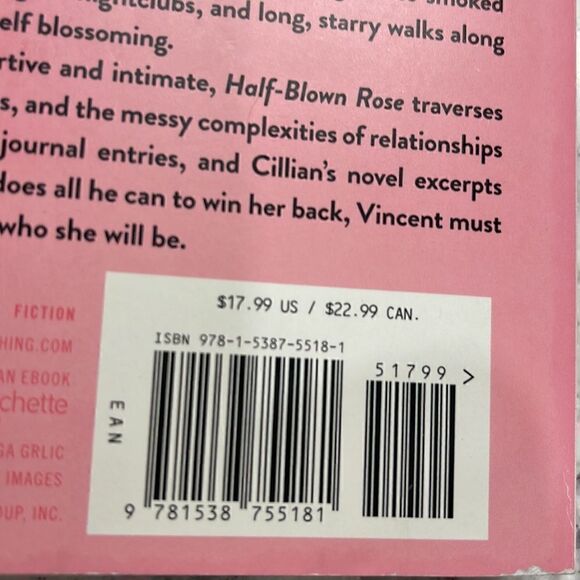 nightclubs, and long, starry walks along
elf blossoming.
rtive and intimate, Half-Blown Rose traverses
s, and the messy complexities of relationships
journal entries, and Cillian's novel excerpts
does all he can to win her back, Vincent must
who she will be.
$17.99 US / $22.99 CAN.
FICTION
ISBN 978-1-5387-5518-1
HING.COM
51799 >
AN EBOOK
chette
EAN
GA GRLIC
IMAGES
9 781538 755181
OUP, INC.